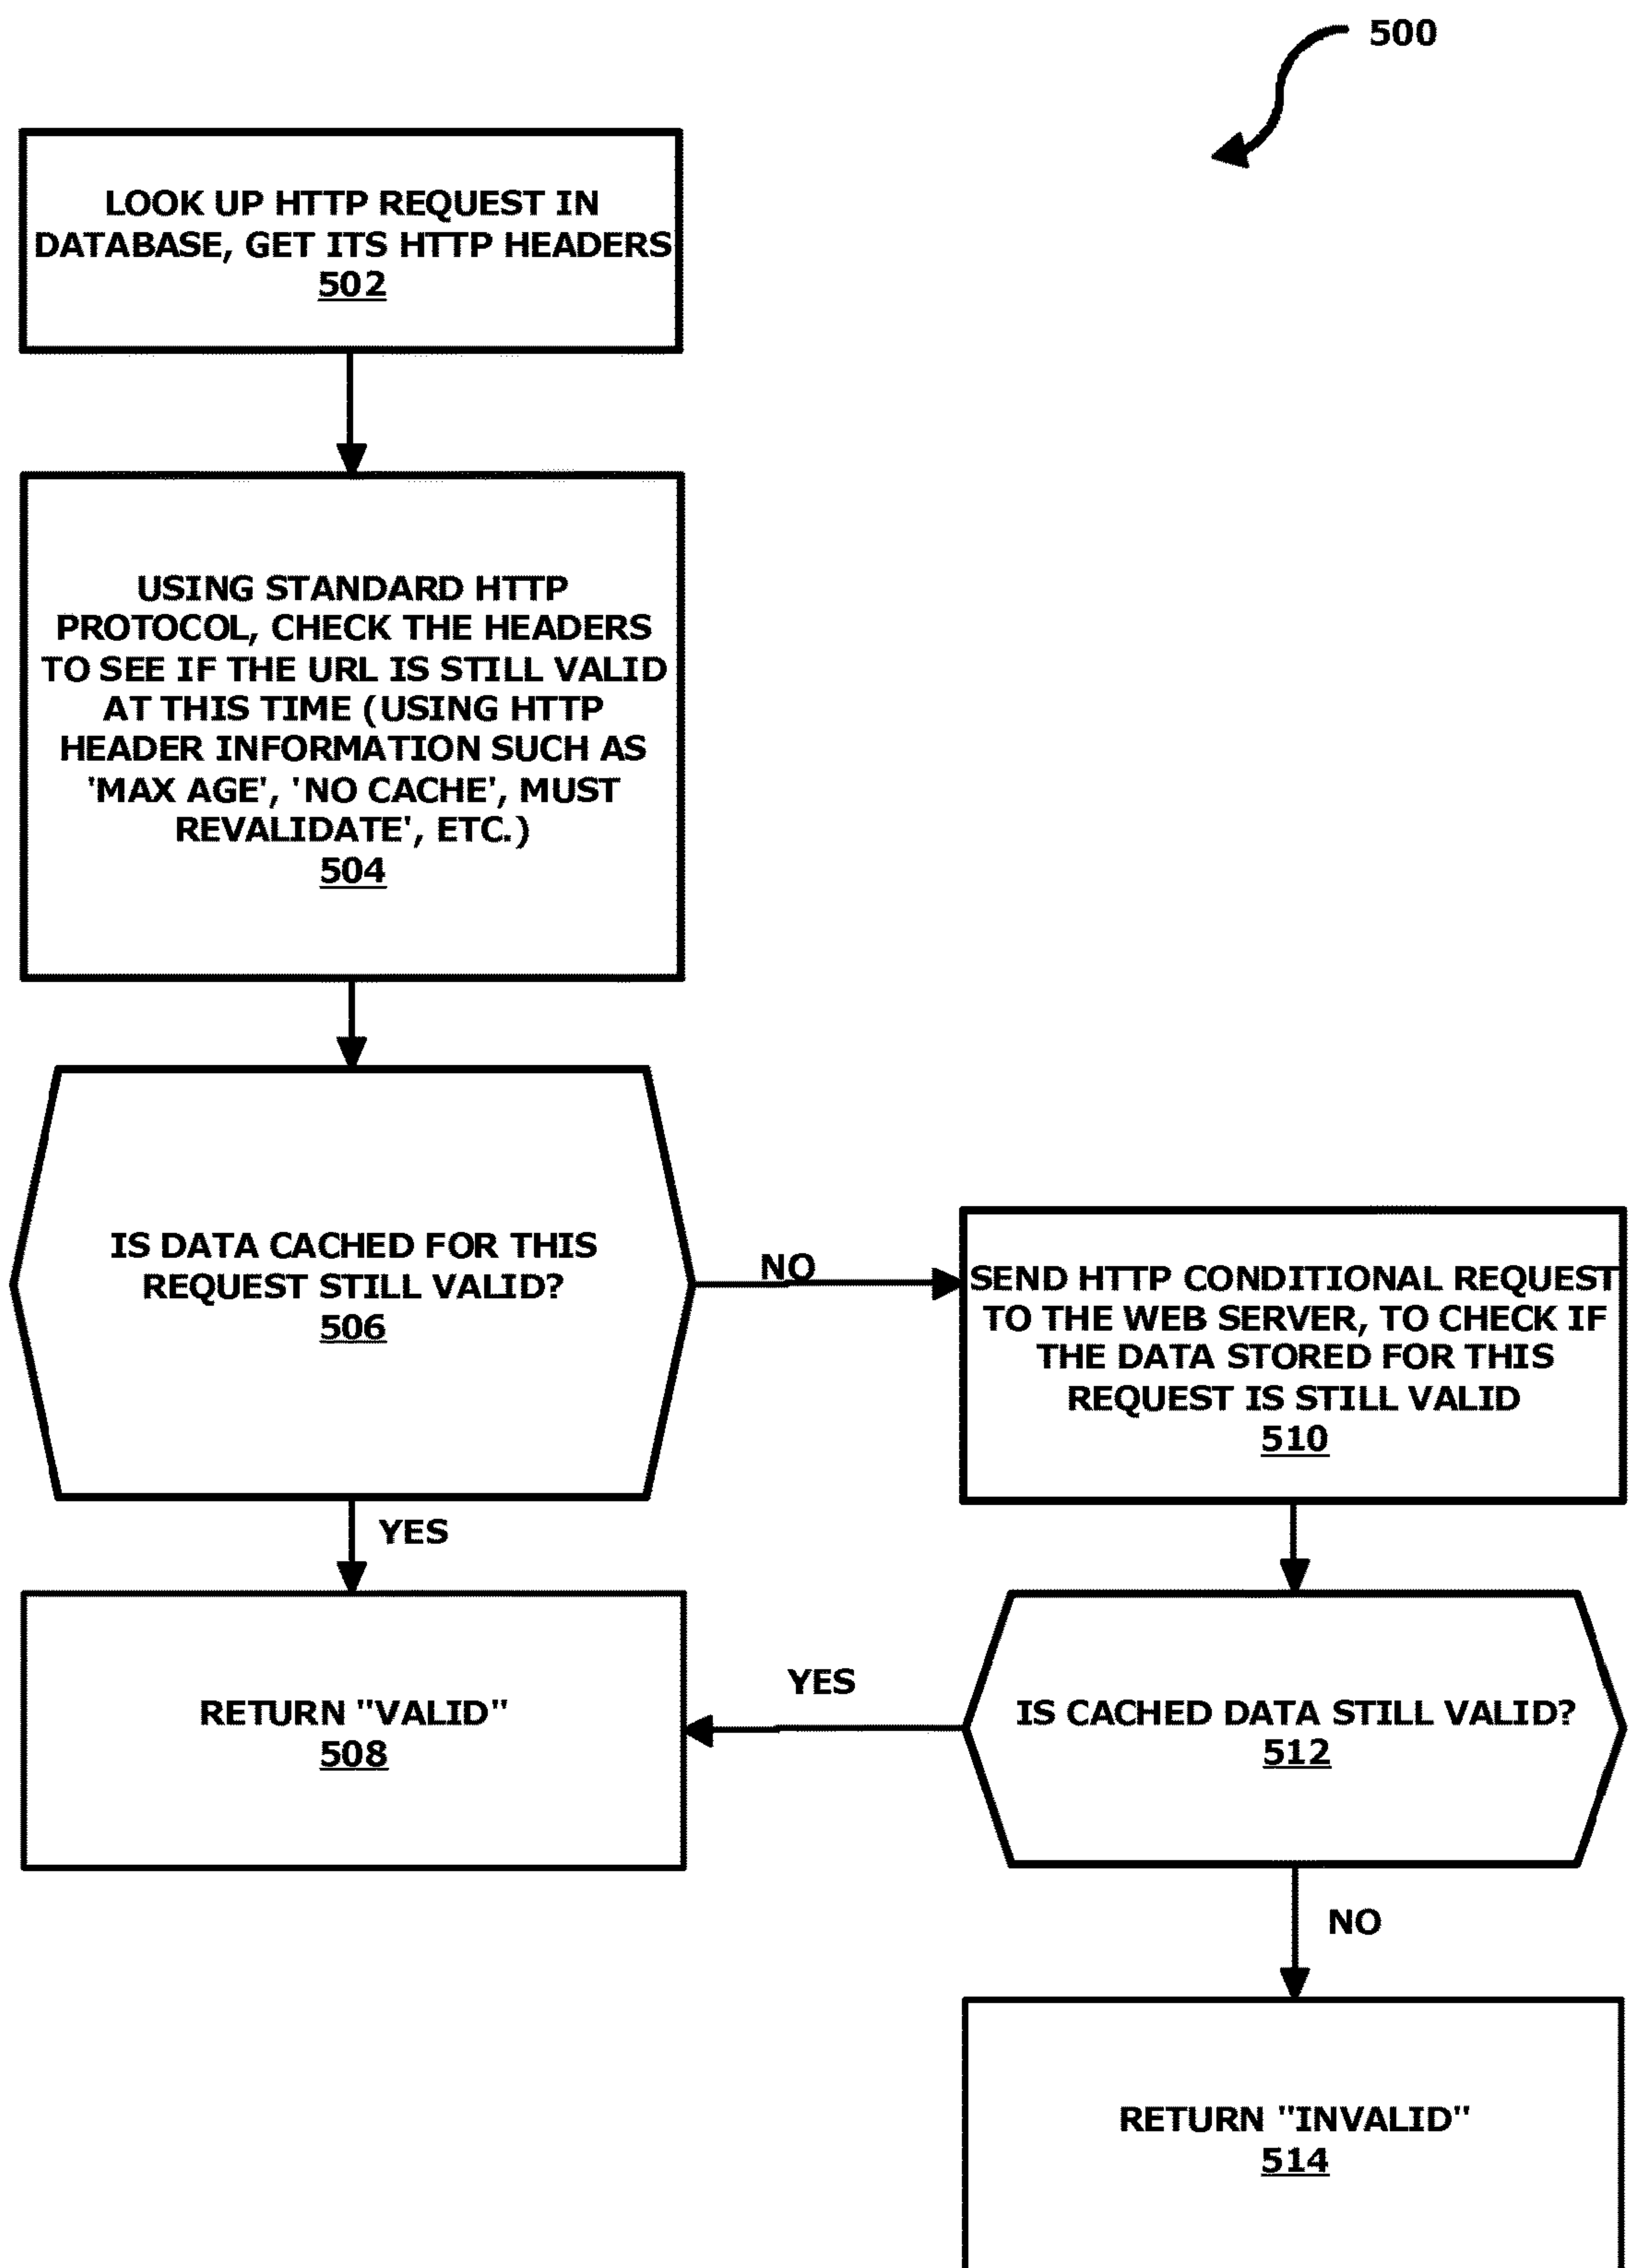 500
LOOK UP HTTP REQUEST IN
DATABASE, GET ITS HTTP HEADERS
502
USING STANDARD HTTP
PROTOCOL, CHECK THE HEADERS
TO SEE IF THE URL IS STILL VALID
AT THIS TIME (USING HTTP
HEADER INFORMATION SUCH AS
'MAX AGE', 'NO CACHE', MUST
REVALIDATE', ETC.)
504
IS DATA CACHED FOR THIS
REQUEST STILL VALID?
506
NO
SEND HTTP CONDITIONAL REQUEST
TO THE WEB SERVER, TO CHECK IF
THE DATA STORED FOR THIS
REQUEST IS STILL VALID
510
YES
RETURN "VALID"
508
YES
IS CACHED DATA STILL VALID?
512
NO
RETURN "INVALID"
514